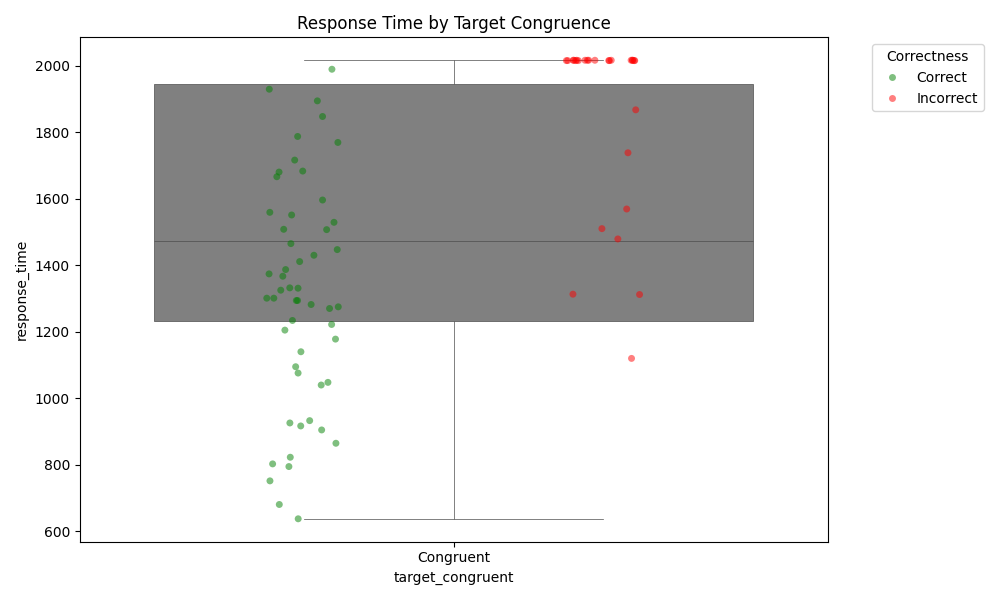 Response Time by Target Congruence
Correctness
Correct
Incorrect
response_time
2000
1800
1600
1400
1200
1000
800
600
Congruent
target_congruent